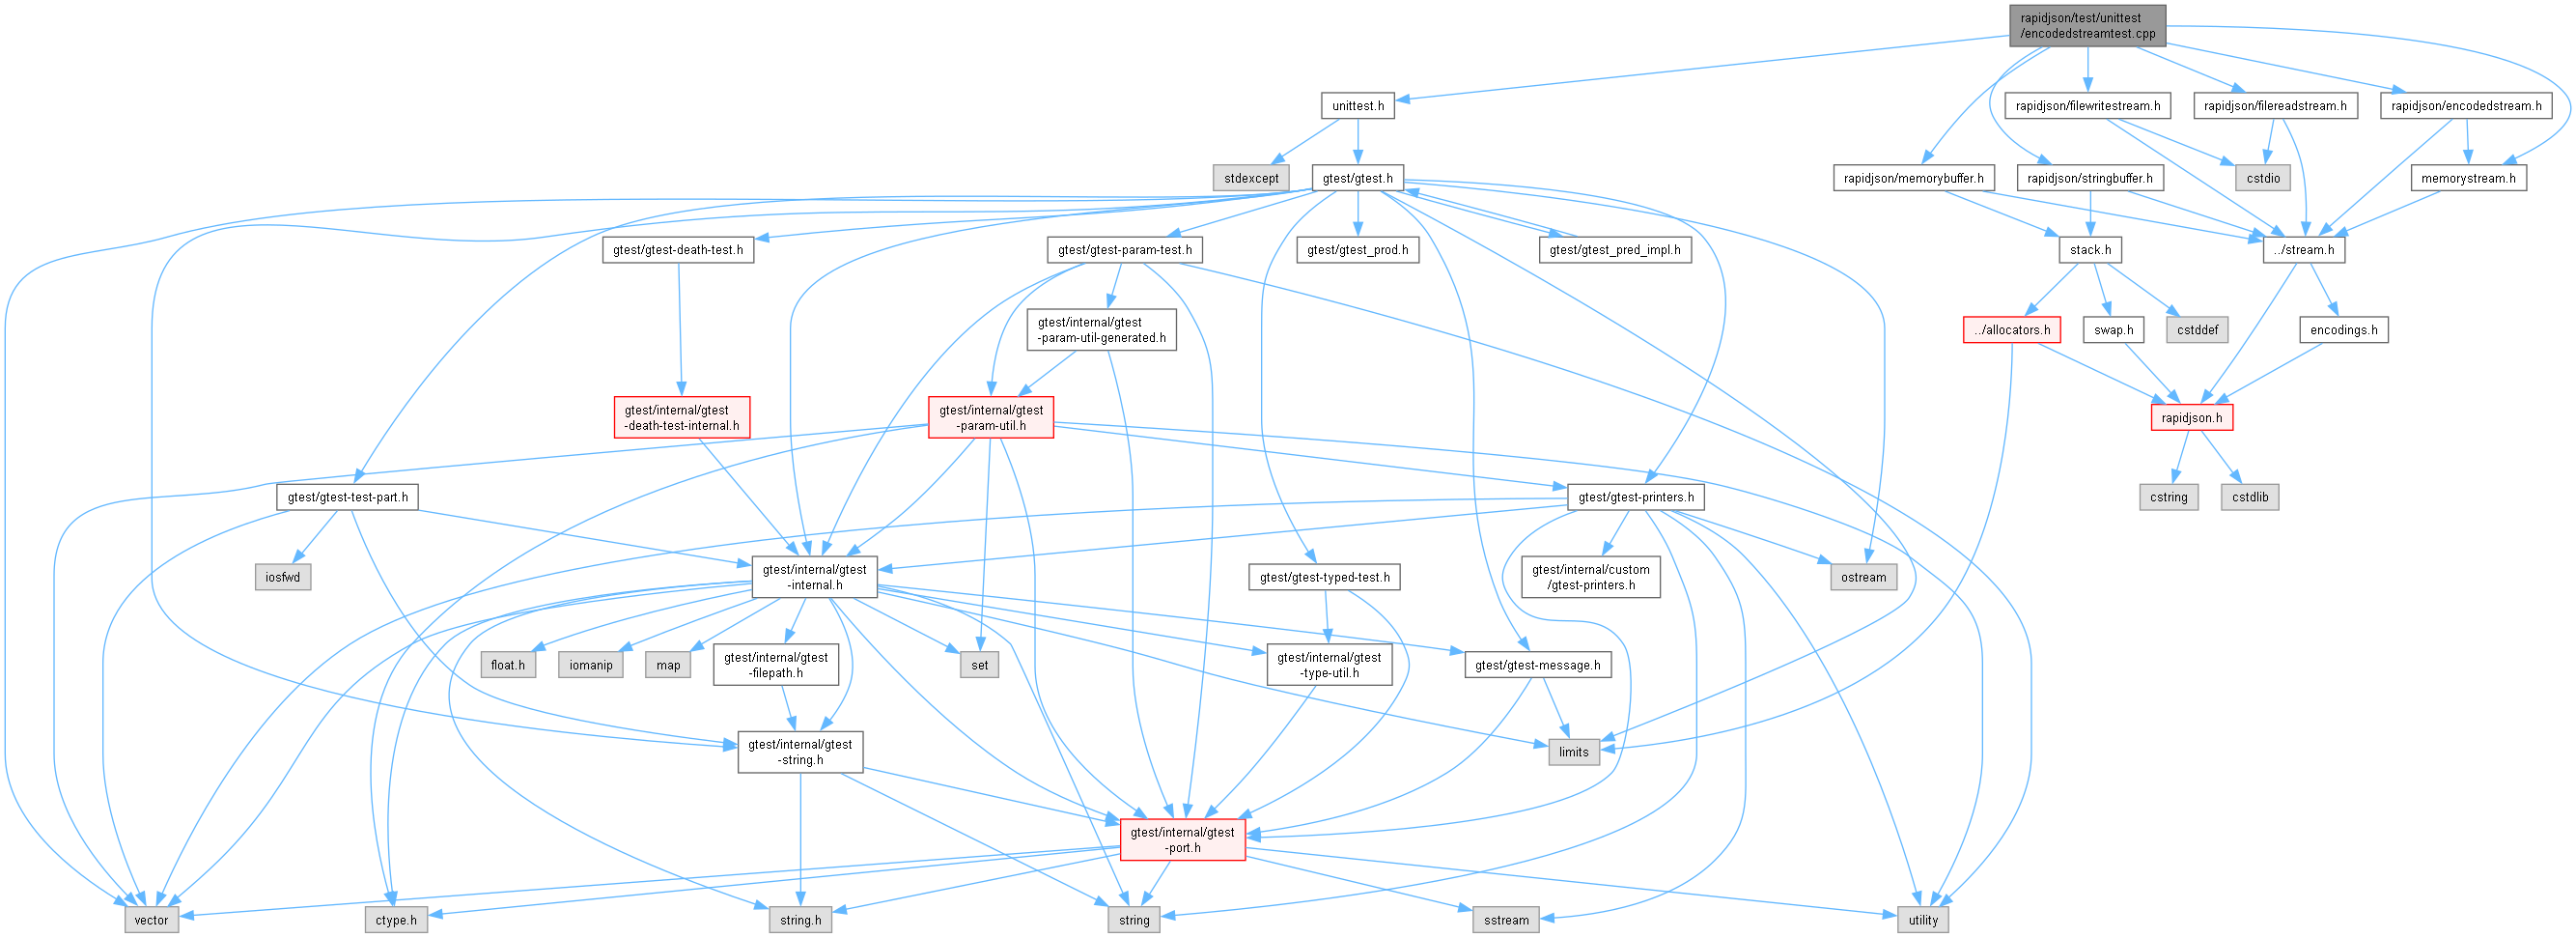 rapidjson/test/unittest
/encodedstreamtest.cpp
unittest.h
rapidjson/filewritestream.h
rapidjson/filereadstream.h
rapidjson/encodedstream.h
stdexcept
gtest/gtest.h
rapidjson/memorybuffer.h
rapidjson/stringbuffer.h
cstdio
memorystream.h
gtest/gtest-death-test.h
gtest/gtest-param-test.h
gtest/gtest_prod.h
gtest/gtest_pred_impl.h
stack.h
../stream.h
gtest/internal/gtest
-param-util-generated.h
../allocators.h
swap.h
cstddef
encodings.h
gtest/internal/gtest
-death-test-internal.h
gtest/internal/gtest
-param-util.h
rapidjson.h
gtest/gtest-test-part.h
gtest/gtest-printers.h
cstring
cstdlib
iosfwd
gtest/internal/gtest
-internal.h
gtest/gtest-typed-test.h
gtest/internal/custom
/gtest-printers.h
ostream
float.h
iomanip
map
gtest/internal/gtest
-filepath.h
set
gtest/internal/gtest
-type-util.h
gtest/gtest-message.h
gtest/internal/gtest
-string.h
limits
gtest/internal/gtest
-port.h
vector
ctype.h
string.h
string
sstream
utility